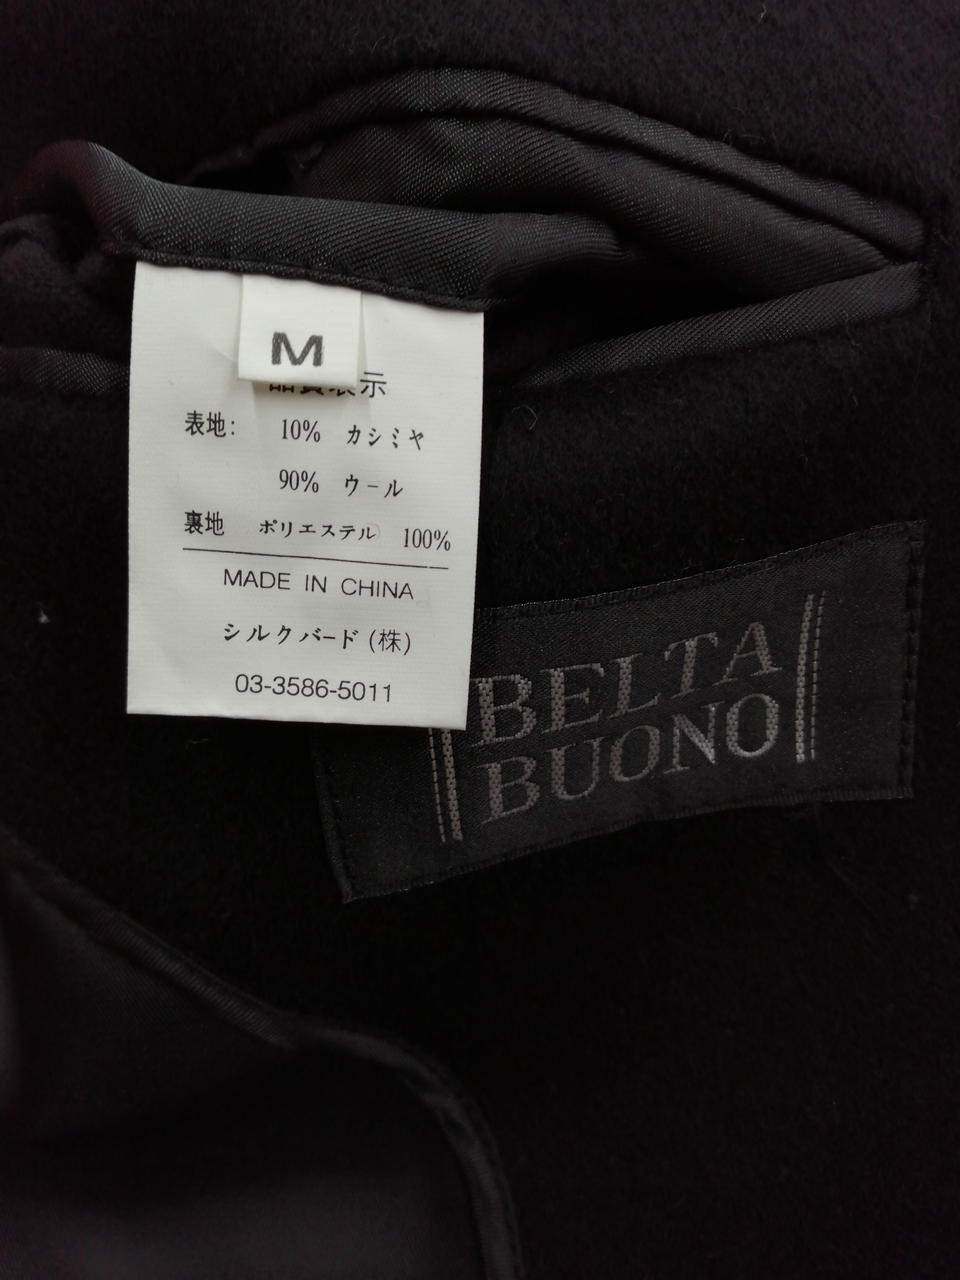 M
品質表示
表地: 10% カシミヤ
90% ウール
裏地 ポリエステル 100%
MADE IN CHINA
シルクバード (株)
03-3586-5011
BELTA
BUONO